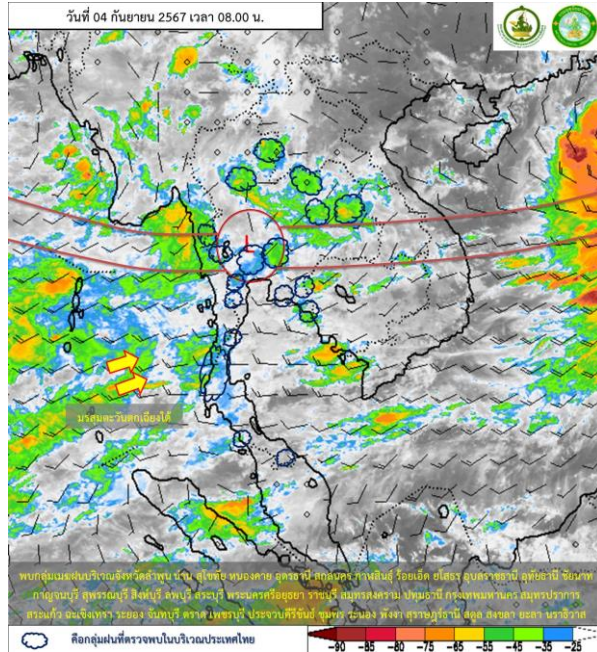 วันที่ 04 กันยายน 2567 เวลา 08.00 น.
L
มรสุมตะวันตกเฉียงใต้
พบกลุ่มเมฆฝนบริเวณจังหวัดลำพูน น่าน สุโขทัย หนองคาย อุดรธานี สกลนคร กาฬสินธุ์ ร้อยเอ็ด ยโสธร อุบลราชธานี อุทัยธานี ชัยนาท
กาญจนบุรี สุพรรณบุรี สิงห์บุรี ลพบุรี สระบุรี พระนครศรีอยุธยา ราชบุรี สมุทรสงคราม ปทุมธานี กรุงเทพมหานคร สมุทรปราการ
สระแก้ว ฉะเชิงเทรา ระยอง จันทบุรี ตราด เพชรบุรี ประจวบคีรีขันธ์ ชุมพร ระนอง พังงา สุราษฎร์ธานี สตูล สงขลา ยะลา นราธิวาส
คือกลุ่มฝนที่ตรวจพบในบริเวณประเทศไทย
-90 -85 -80 -75 -65 -55 -45 -35 -25